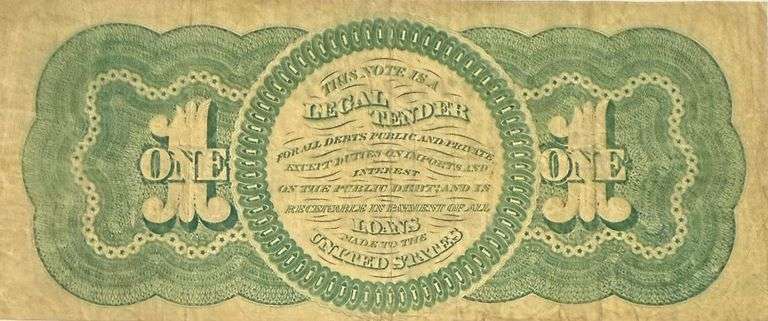 THIS NOTE IS A
LEGAL
TENDER
FOR ALL DEBTS PUBLIC AND PRIVATE
EXCEPT DUTIES ON IMPORTS AND
INTEREST
ON THE PUBLIC DEBT; AND IS
RECEIVABLE IN PAYMENT OF ALL
LOANS
MADE TO THE
UNITED STATES
1
ONE
1
ONE